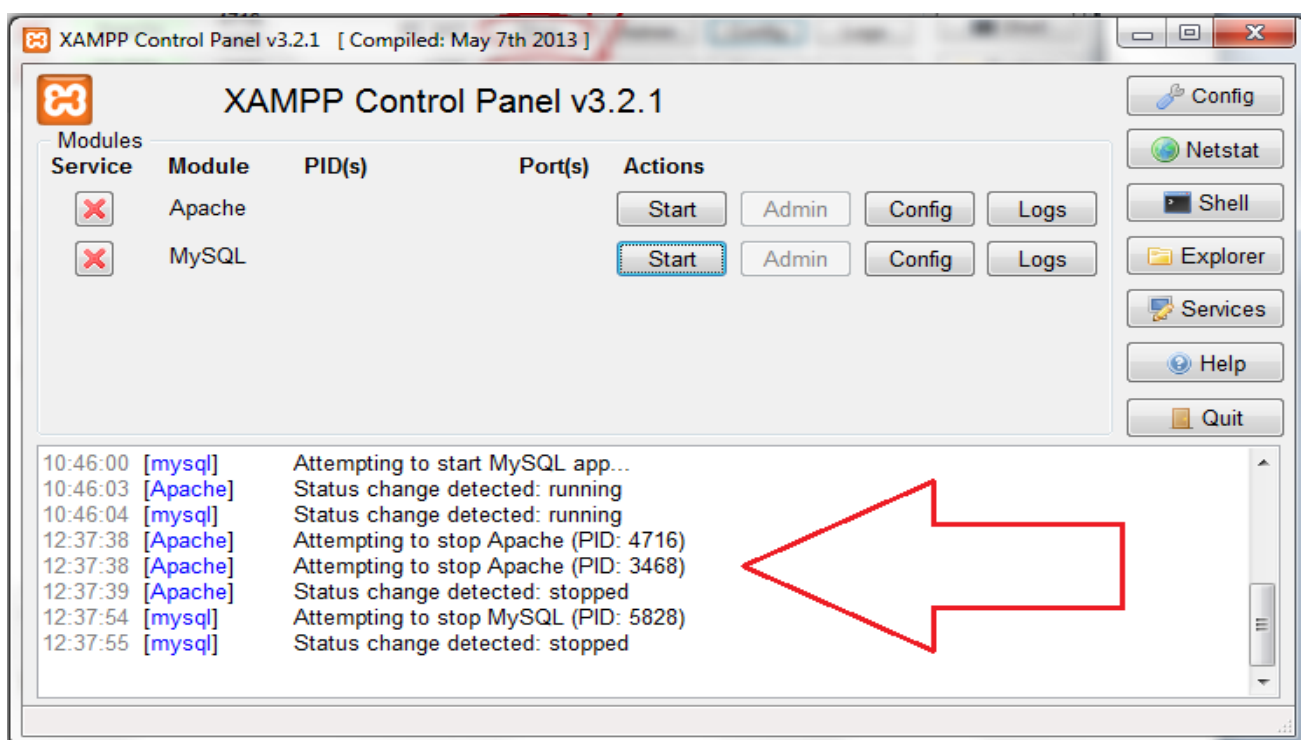 XAMPP Control Panel v3.2.1 [ Compiled: May 7th 2013 ]
XAMPP Control Panel v3.2.1
Modules
Service Module PID(s) Port(s) Actions
Apache Start Admin Config Logs
MySQL Start Admin Config Logs
Config
Netstat
Shell
Explorer
Services
Help
Quit
10:46:00 [mysql] Attempting to start MySQL app...
10:46:03 [Apache] Status change detected: running
10:46:04 [mysql] Status change detected: running
12:37:38 [Apache] Attempting to stop Apache (PID: 4716)
12:37:38 [Apache] Attempting to stop Apache (PID: 3468)
12:37:39 [Apache] Status change detected: stopped
12:37:54 [mysql] Attempting to stop MySQL (PID: 5828)
12:37:55 [mysql] Status change detected: stopped